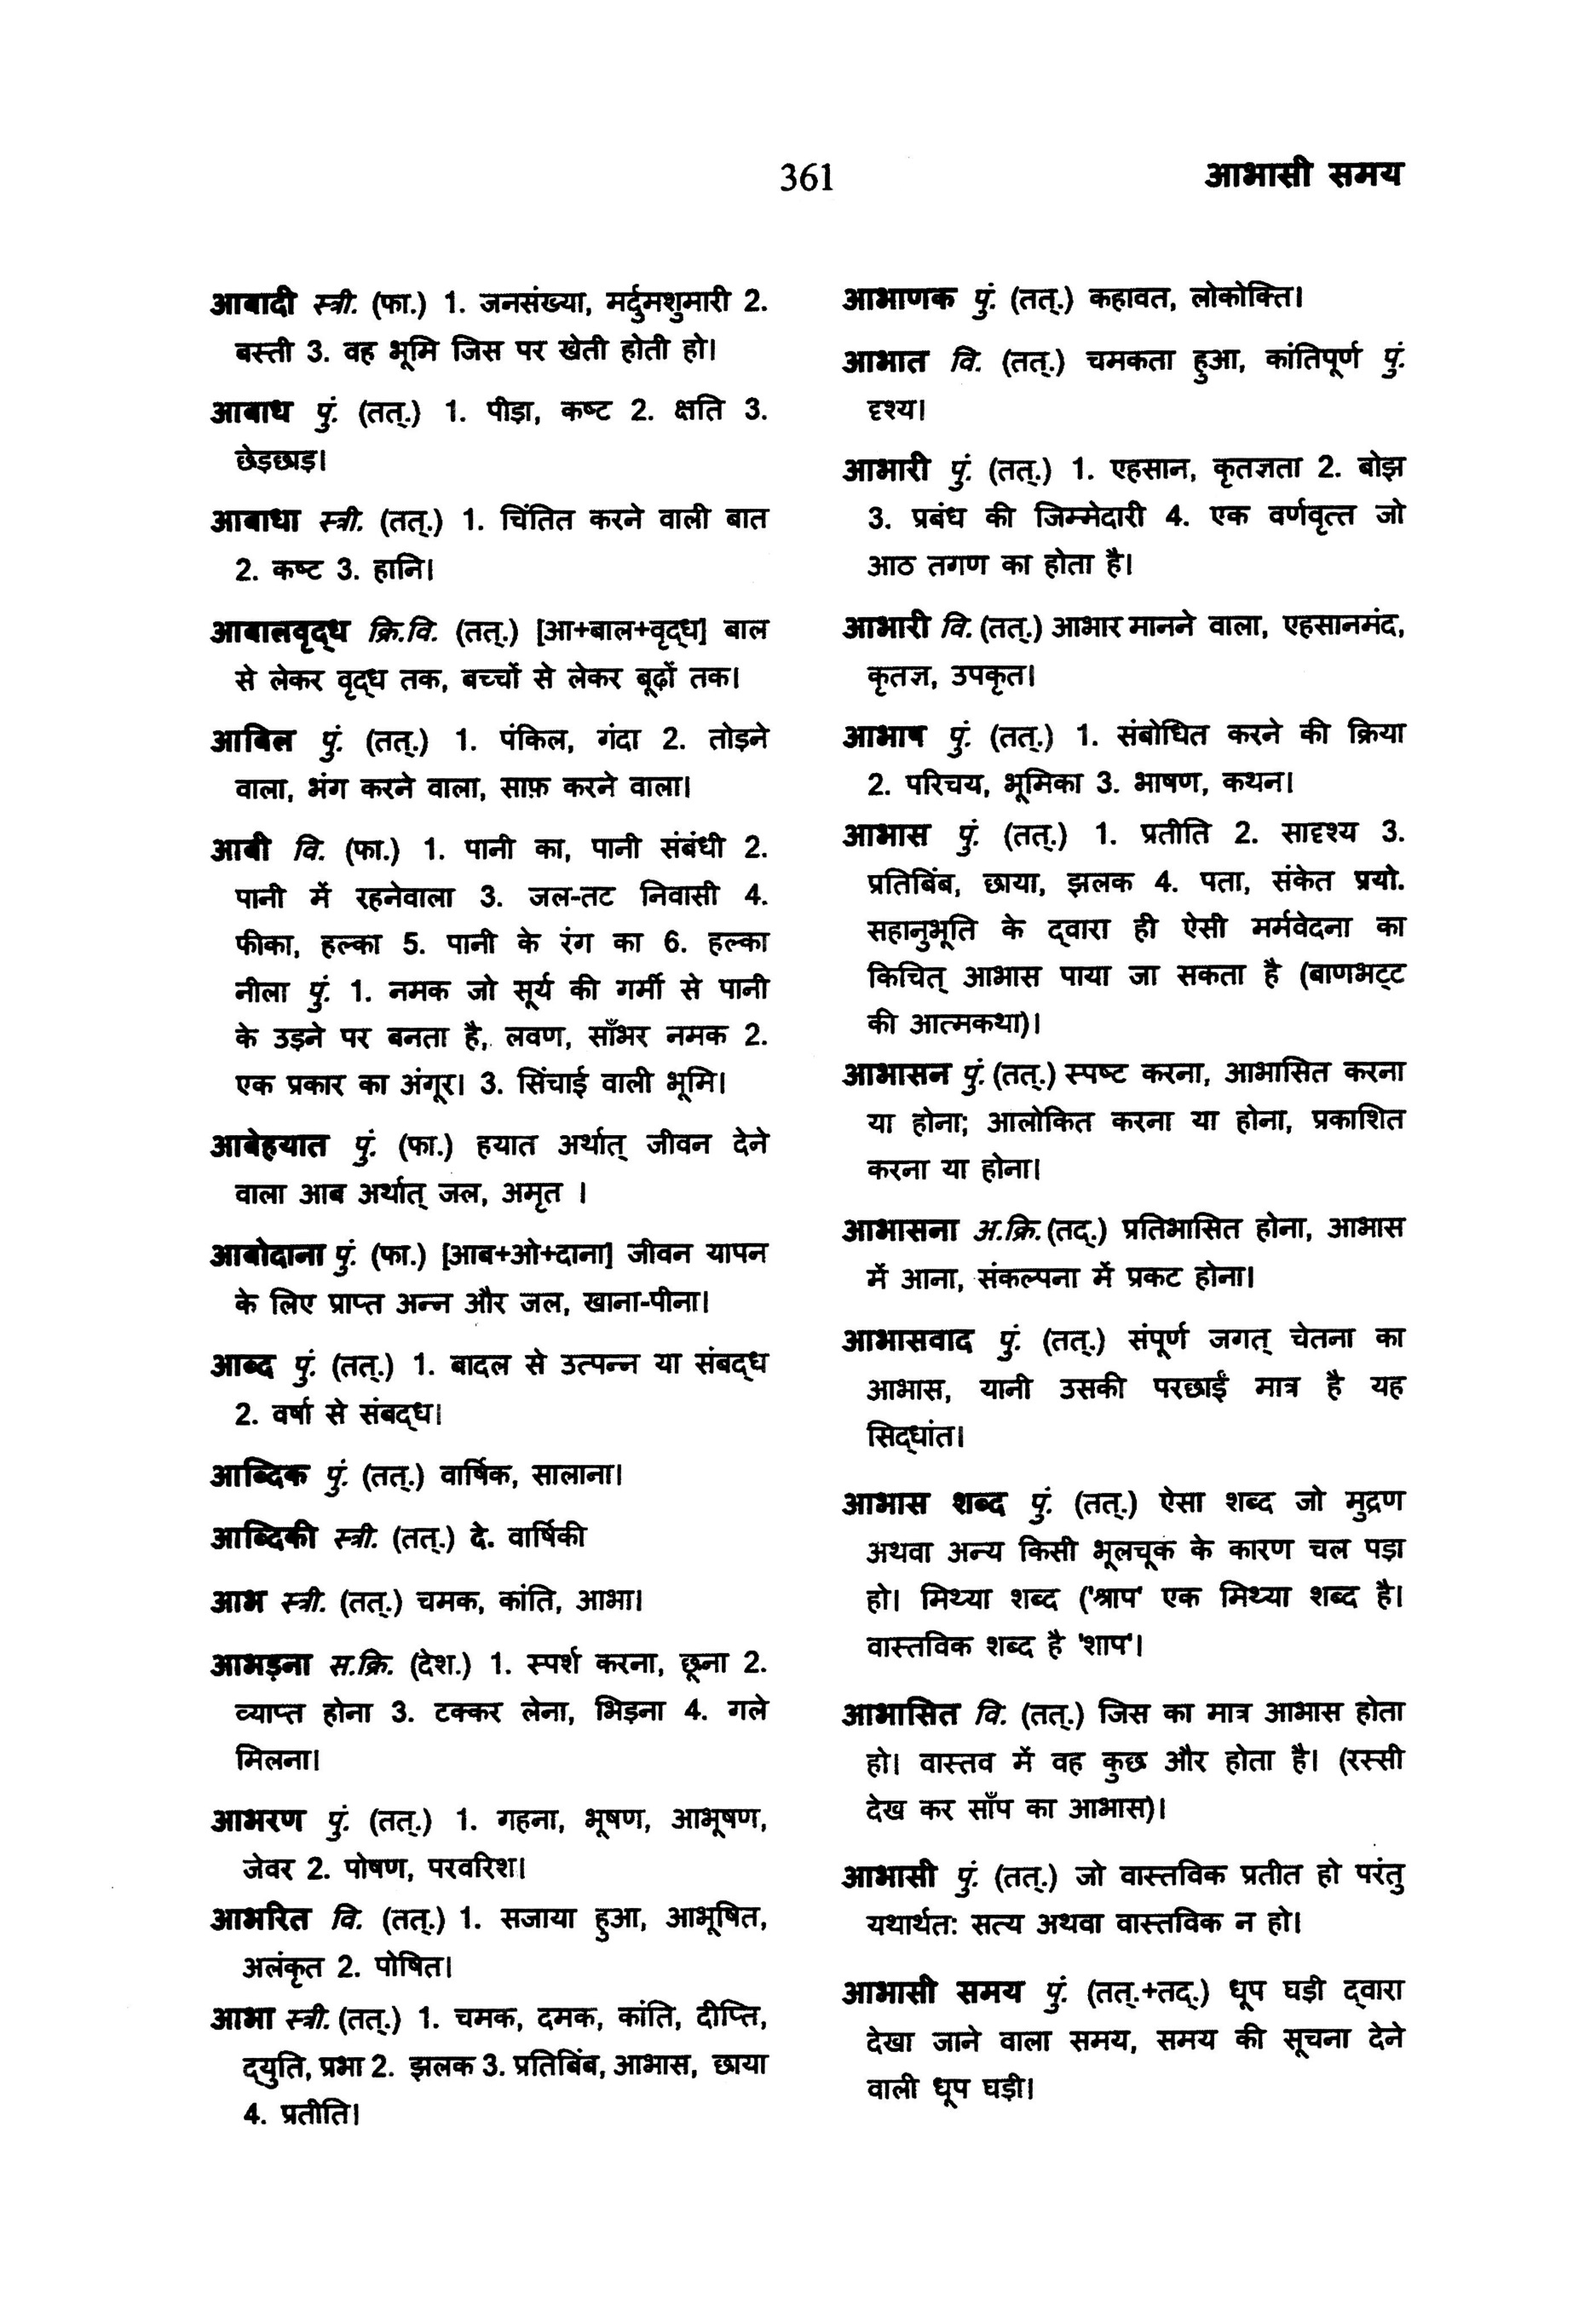 361
आभासी समय
आबादी स्त्री. (फा.) 1. जनसंख्या, मर्दुमशुमारी 2.
बस्ती 3. वह भूमि जिस पर खेती होती हो।
आबाध पुं. (तत्.) 1. पीड़ा, कष्ट 2. क्षति 3.
छेड़छाड़।
आबाधा स्त्री. (तत्.) 1. चिंतित करने वाली बात
2. कष्ट 3. हानि।
आबालवृद्ध क्रि.वि. (तत्.) [आ+बाल+वृद्ध] बाल
से लेकर वृद्ध तक, बच्चों से लेकर बूढ़ों तक।
आबिल पुं. (तत्.) 1. पंकिल, गंदा 2. तोड़ने
वाला, भंग करने वाला, साफ़ करने वाला।
आबी वि. (फा.) 1. पानी का, पानी संबंधी 2.
पानी में रहनेवाला 3. जल-तट निवासी 4.
फीका, हल्का 5. पानी के रंग का 6. हल्का
नीला पुं. 1. नमक जो सूर्य की गर्मी से पानी
के उड़ने पर बनता है, लवण, साँभर नमक 2.
एक प्रकार का अंगूर। 3. सिंचाई वाली भूमि।
आबेहयात पुं. (फा.) हयात अर्थात् जीवन देने
वाला आब अर्थात् जल, अमृत ।
आबोदाना पुं. (फा.) [आब+ओ+दाना] जीवन यापन
के लिए प्राप्त अन्न और जल, खाना-पीना।
आब्द पुं. (तत्.) 1. बादल से उत्पन्न या संबद्ध
2. वर्षा से संबद्ध।
आब्दिक पुं. (तत्.) वार्षिक, सालाना।
आब्दिकी स्त्री. (तत्.) दे. वार्षिकी
आभ स्त्री. (तत्.) चमक, कांति, आभा।
आभड़ना स.क्रि. (देश.) 1. स्पर्श करना, छूना 2.
व्याप्त होना 3. टक्कर लेना, भिड़ना 4. गले
मिलना।
आभरण पुं. (तत्.) 1. गहना, भूषण, आभूषण,
जेवर 2. पोषण, परवरिश।
आभरित वि. (तत्.) 1. सजाया हुआ, आभूषित,
अलंकृत 2. पोषित।
आभा स्त्री. (तत्.) 1. चमक, दमक, कांति, दीप्ति,
द्युति, प्रभा 2. झलक 3. प्रतिबिंब, आभास, छाया
4. प्रतीति।
आभाणक पुं. (तत्.) कहावत, लोकोक्ति।
आभात वि. (तत्.) चमकता हुआ, कांतिपूर्ण पुं.
दृश्य।
आभारी पुं. (तत्.) 1. एहसान, कृतज्ञता 2. बोझ
3. प्रबंध की जिम्मेदारी 4. एक वर्णवृत्त जो
आठ तगण का होता है।
आभारी वि. (तत्.) आभार मानने वाला, एहसानमंद,
कृतज्ञ, उपकृत।
आभाष पुं. (तत्.) 1. संबोधित करने की क्रिया
2. परिचय, भूमिका 3. भाषण, कथन।
आभास पुं. (तत्.) 1. प्रतीति 2. सादृश्य 3.
प्रतिबिंब, छाया, झलक 4. पता, संकेत प्रयो.
सहानुभूति के द्वारा ही ऐसी मर्मवेदना का
किचित् आभास पाया जा सकता है (बाणभट्ट
की आत्मकथा)।
आभासन पुं. (तत्.) स्पष्ट करना, आभासित करना
या होना; आलोकित करना या होना, प्रकाशित
करना या होना।
आभासना अ.क्रि. (तद्.) प्रतिभासित होना, आभास
में आना, संकल्पना में प्रकट होना।
आभासवाद पुं. (तत्.) संपूर्ण जगत् चेतना का
आभास, यानी उसकी परछाईं मात्र है यह
सिद्धांत।
आभास शब्द पुं. (तत्.) ऐसा शब्द जो मुद्रण
अथवा अन्य किसी भूलचूक के कारण चल पड़ा
हो। मिथ्या शब्द ('श्राप' एक मिथ्या शब्द है।
वास्तविक शब्द है 'शाप'।
आभासित वि. (तत्.) जिस का मात्र आभास होता
हो। वास्तव में वह कुछ और होता है। (रस्सी
देख कर साँप का आभास)।
आभासी पुं. (तत्.) जो वास्तविक प्रतीत हो परंतु
यथार्थत: सत्य अथवा वास्तविक न हो।
आभासी समय पुं. (तत्.+तद्.) धूप घड़ी द्वारा
देखा जाने वाला समय, समय की सूचना देने
वाली धूप घड़ी।